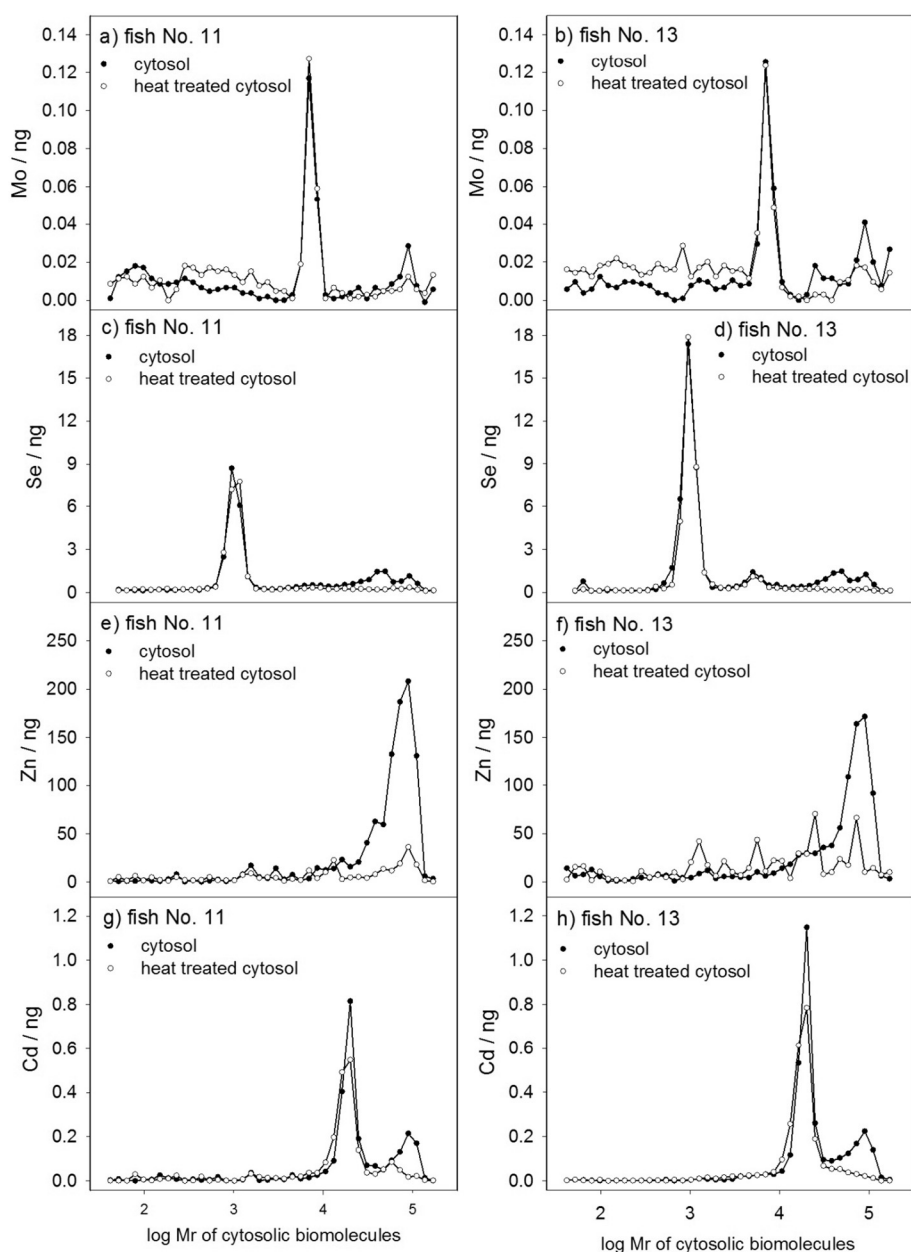 a) fish No. 11
cytosol
heat treated cytosol
Mo / ng
0.14
0.12
0.10
0.08
0.06
0.04
0.02
0.00
b) fish No. 13
cytosol
heat treated cytosol
Mo / ng
0.14
0.12
0.10
0.08
0.06
0.04
0.02
0.00
c) fish No. 11
cytosol
heat treated cytosol
Se / ng
18
15
12
9
6
3
0
d) fish No. 13
cytosol
heat treated cytosol
Se / ng
18
15
12
9
6
3
0
e) fish No. 11
cytosol
heat treated cytosol
Zn / ng
250
200
150
100
50
0
f) fish No. 13
cytosol
heat treated cytosol
Zn / ng
250
200
150
100
50
0
g) fish No. 11
cytosol
heat treated cytosol
Cd / ng
1.2
1.0
0.8
0.6
0.4
0.2
0.0
2 3 4 5
log Mr of cytosolic biomolecules
h) fish No. 13
cytosol
heat treated cytosol
Cd / ng
1.2
1.0
0.8
0.6
0.4
0.2
0.0
2 3 4 5
log Mr of cytosolic biomolecules